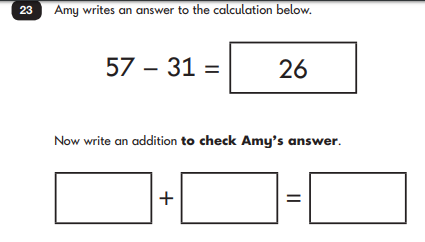 23 Amy writes an answer to the calculation below.
57 – 31 = 26
Now write an addition to check Amy's answer.
+ =